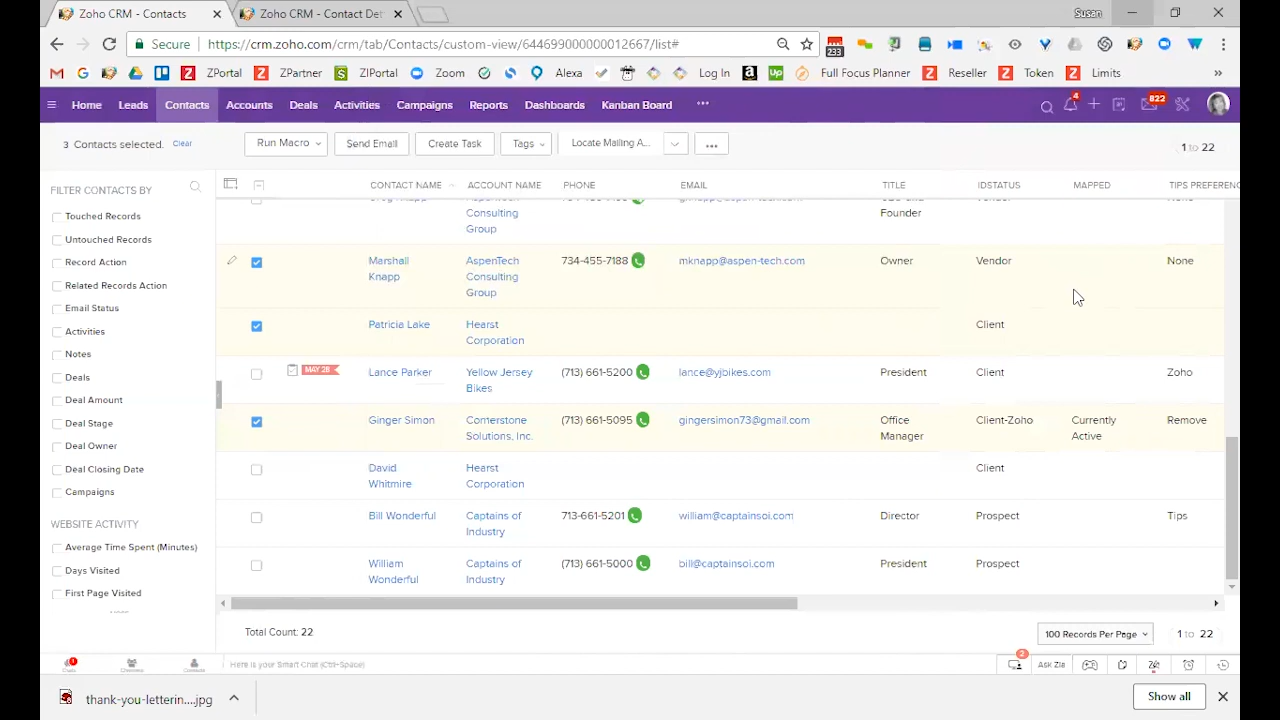 Zoho CRM - Contacts
Zoho CRM - Contact Det
Susan
Secure
https://crm.zoho.com/crm/tab/Contacts/custom-view/644699000000012667/list#
233
ZPortal
ZPartner
ZIPortal
Zoom
Alexa
Log In
Full Focus Planner
Reseller
Token
Limits
»
Home
Leads
Contacts
Accounts
Deals
Activities
Campaigns
Reports
Dashboards
Kanban Board
4
822
3 Contacts selected.
Clear
Run Macro
Send Email
Create Task
Tags
Locate Mailing A...
1 to 22
FILTER CONTACTS BY
Touched Records
Untouched Records
Record Action
Related Records Action
Email Status
Activities
Notes
Deals
Deal Amount
Deal Stage
Deal Owner
Deal Closing Date
Campaigns
WEBSITE ACTIVITY
Average Time Spent (Minutes)
Days Visited
First Page Visited
CONTACT NAME
ACCOUNT NAME
PHONE
EMAIL
TITLE
IDSTATUS
MAPPED
TIPS PREFEREN
Consulting
Group
Founder
Marshall
Knapp
AspenTech
Consulting
Group
734-455-7188
mknapp@aspen-tech.com
Owner
Vendor
None
Patricia Lake
Hearst
Corporation
Client
MAY 28
Lance Parker
Yellow Jersey
Bikes
(713) 661-5200
lance@yjbikes.com
President
Client
Zoho
Ginger Simon
Cornerstone
Solutions, Inc.
(713) 661-5095
gingersimon73@gmail.com
Office
Manager
Client-Zoho
Currently
Active
Remove
David
Whitmire
Hearst
Corporation
Client
Bill Wonderful
Captains of
Industry
713-661-5201
william@captainsoi.com
Director
Prospect
Tips
William
Wonderful
Captains of
Industry
(713) 661-5000
bill@captainsoi.com
President
Prospect
Total Count: 22
100 Records Per Page
1 to 22
Here is your Smart Chat (Ctrl+Space)
2
Ask Zia
thank-you-letterin....jpg
Show all